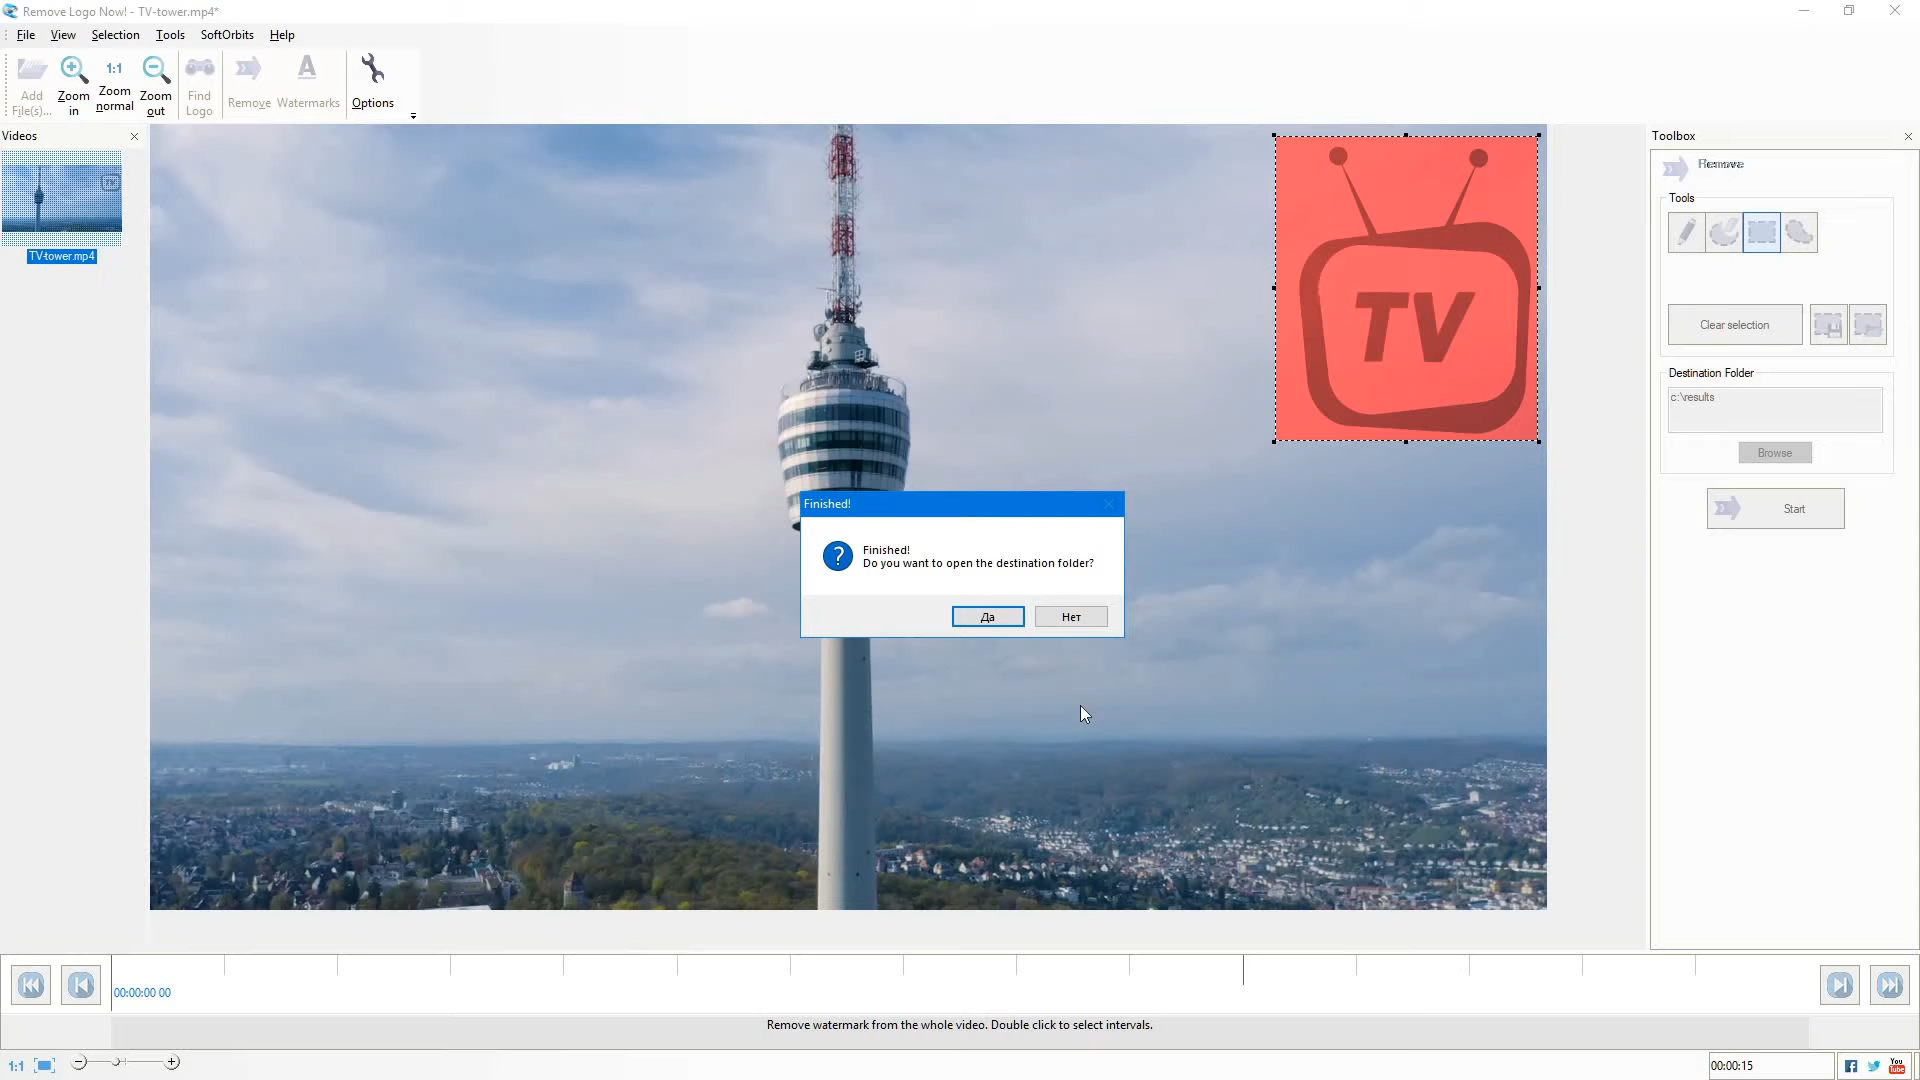 Remove Logo Now! - TV-tower.mp4*
File View Selection Tools SoftOrbits Help
Add File(s)...
Zoom in
1:1
Zoom normal
Zoom out
Find Logo
Remove
A
Watermarks
Options
Videos
TV
TV-tower.mp4
TV
Toolbox
Remove
Tools
Clear selection
Destination Folder
c:\results
Browse
Start
Finished!
?
Finished!
Do you want to open the destination folder?
Да
Нет
00:00:00 00
Remove watermark from the whole video. Double click to select intervals.
1:1
00:00:15
You
Tube